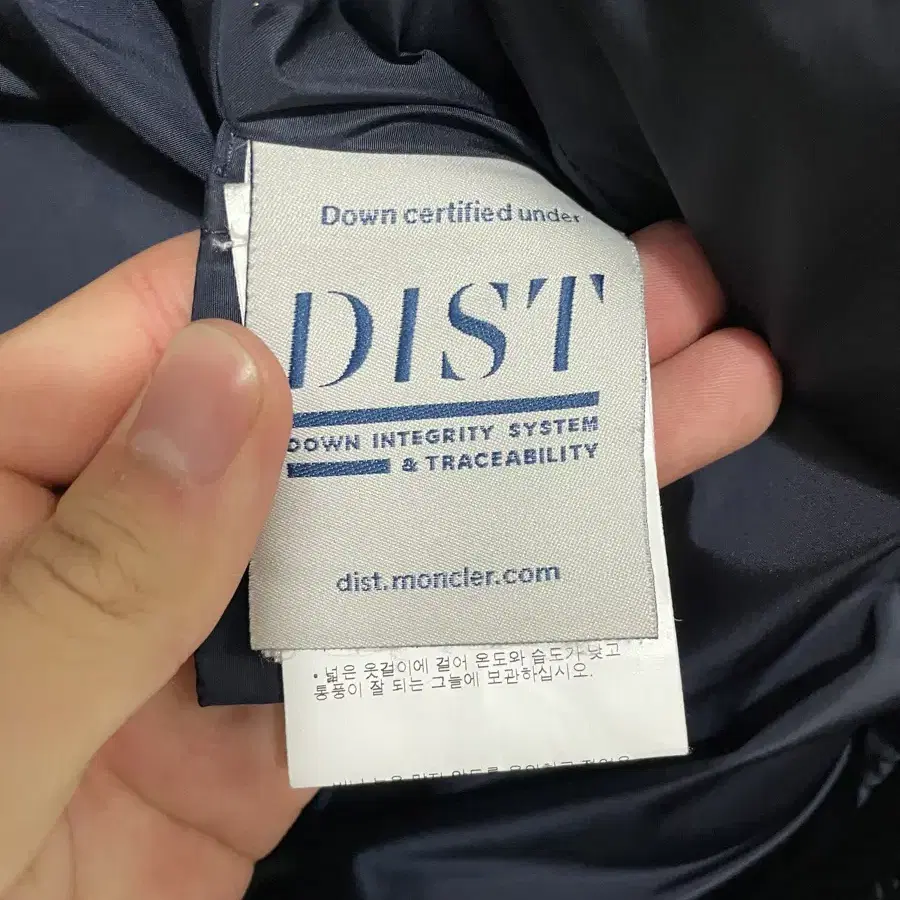 Down certified under
DIST
DOWN INTEGRITY SYSTEM
& TRACEABILITY
dist.moncler.com
• 넓은 옷걸이에 걸어 온도와 습도가 낮고
통풍이 잘 되는 그늘에 보관하십시오.